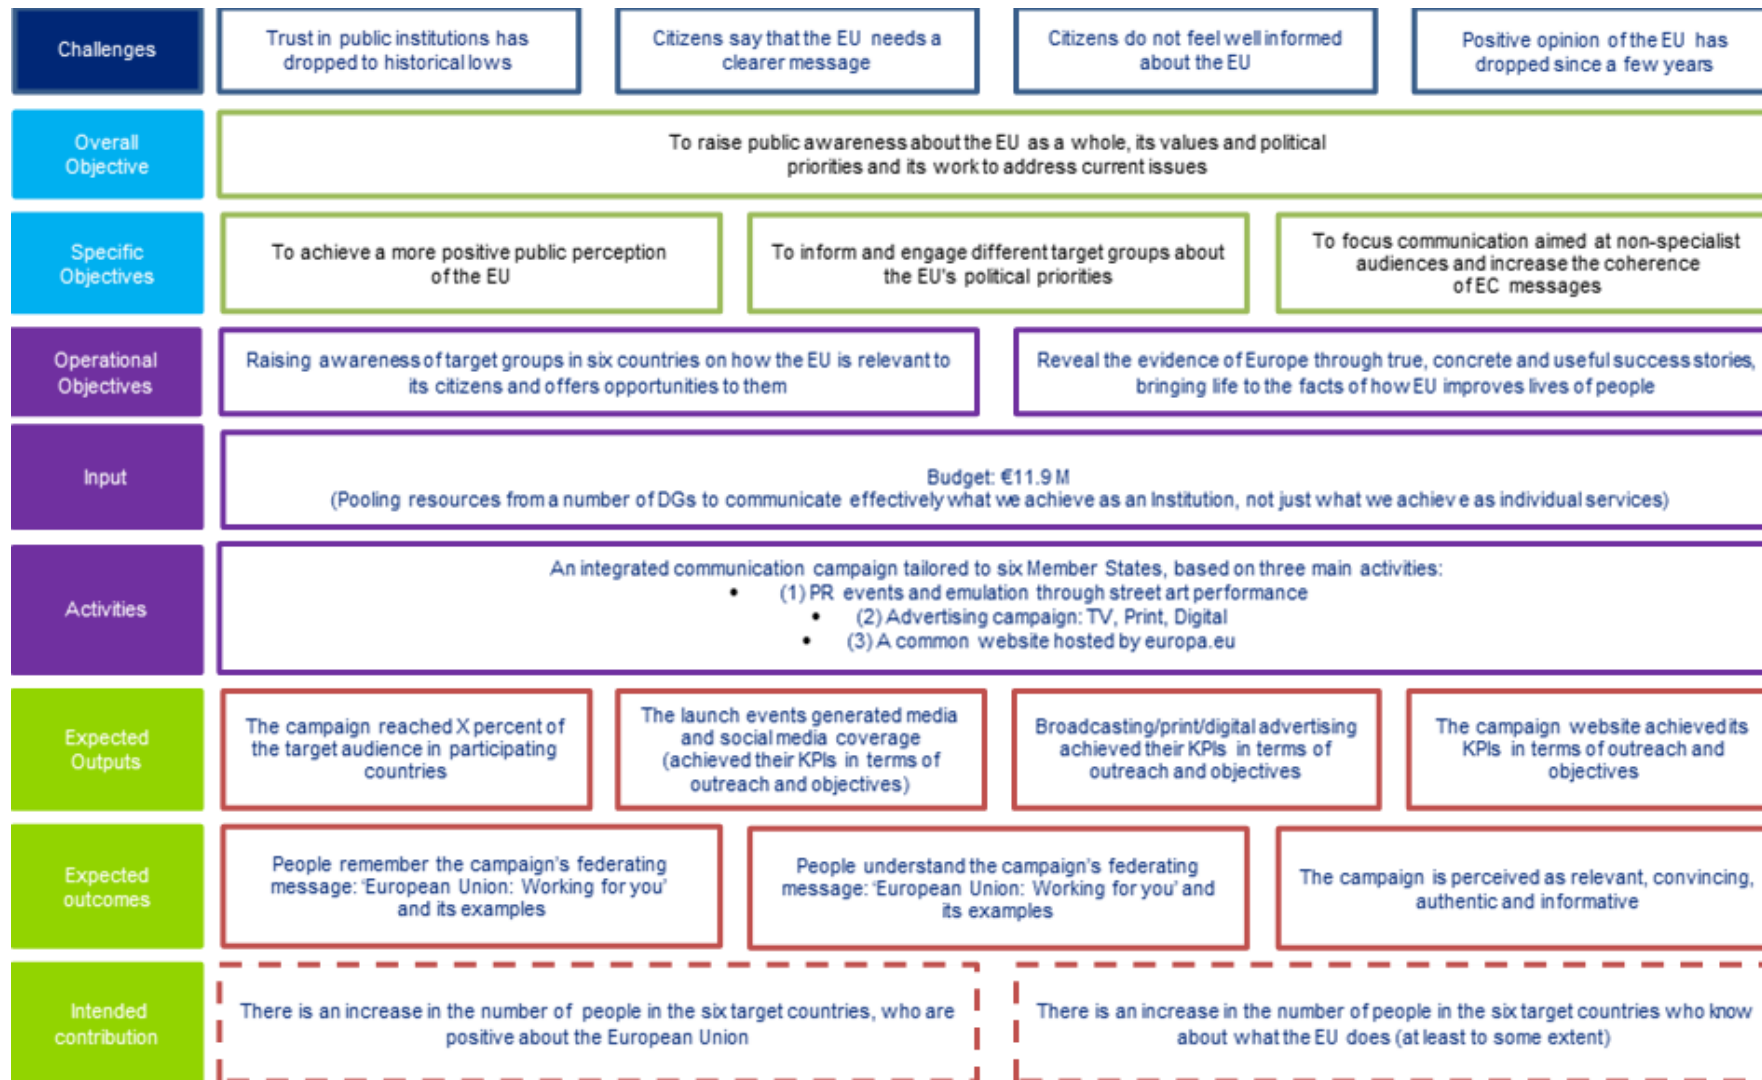 Challenges
Trust in public institutions has
dropped to historical lows
Citizens say that the EU needs a
clearer message
Citizens do not feel well informed
about the EU
Positive opinion of the EU has
dropped since a few years
Overall
Objective
To raise public awareness about the EU as a whole, its values and political
priorities and its work to address current issues
Specific
Objectives
To achieve a more positive public perception
of the EU
To inform and engage different target groups about
the EU's political priorities
To focus communication aimed at non-specialist
audiences and increase the coherence
of EC messages
Operational
Objectives
Raising awareness of target groups in six countries on how the EU is relevant to
its citizens and offers opportunities to them
Reveal the evidence of Europe through true, concrete and useful success stories,
bringing life to the facts of how EU improves lives of people
Input
Budget: €11.9 M
(Pooling resources from a number of DGs to communicate effectively what we achieve as an Institution, not just what we achieve as individual services)
Activities
An integrated communication campaign tailored to six Member States, based on three main activities:
• (1) PR events and emulation through street art performance
• (2) Advertising campaign: TV, Print, Digital
• (3) A common website hosted by europa.eu
Expected
Outputs
The campaign reached X percent of
the target audience in participating
countries
The launch events generated media
and social media coverage
(achieved their KPIs in terms of
outreach and objectives)
Broadcasting/print/digital advertising
achieved their KPIs in terms of
outreach and objectives
The campaign website achieved its
KPIs in terms of outreach and
objectives
Expected
outcomes
People remember the campaign's federating
message: 'European Union: Working for you'
and its examples
People understand the campaign's federating
message: 'European Union: Working for you' and
its examples
The campaign is perceived as relevant, convincing,
authentic and informative
Intended
contribution
There is an increase in the number of people in the six target countries, who are
positive about the European Union
There is an increase in the number of people in the six target countries who know
about what the EU does (at least to some extent)